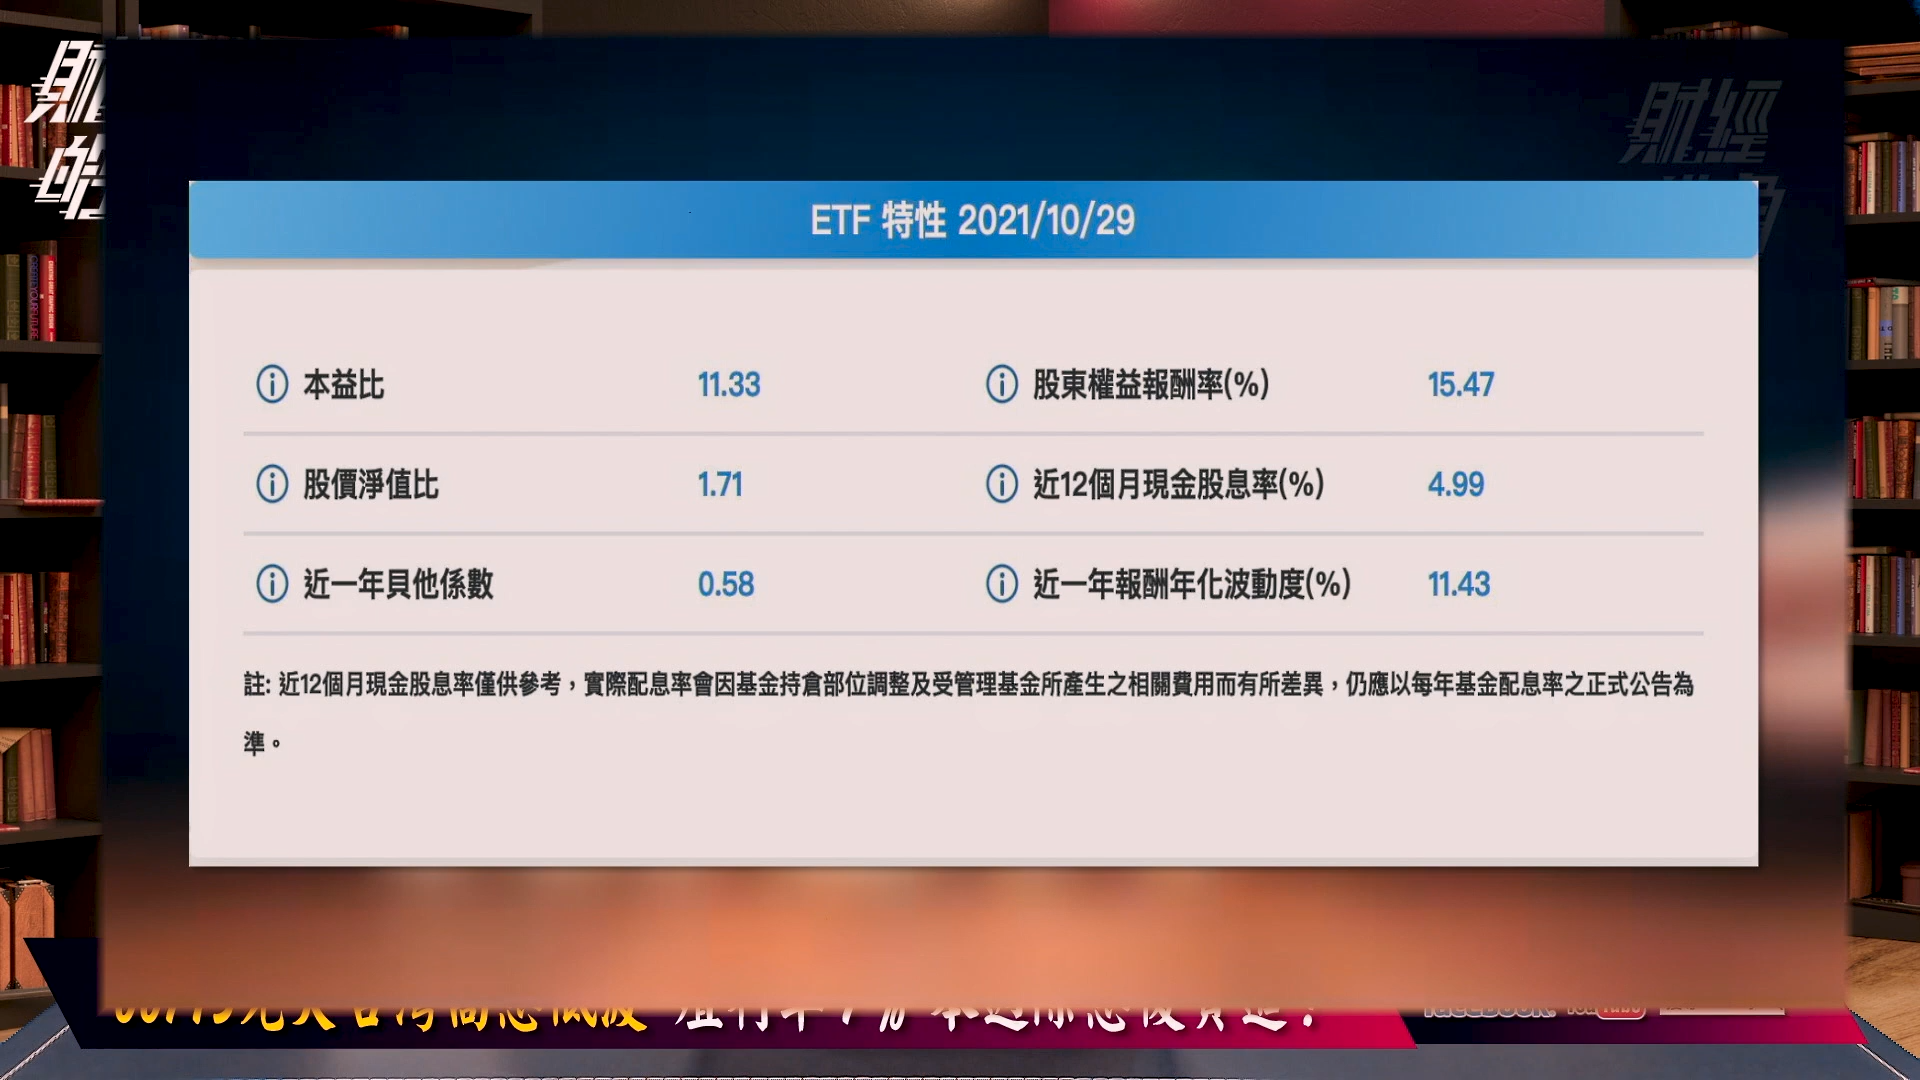 財經
ETF 特性 2021/10/29
本益比 11.33 股東權益報酬率(%) 15.47
股價淨值比 1.71 近12個月現金股息率(%) 4.99
近一年貝他係數 0.58 近一年報酬年化波動度(%) 11.43
註: 近12個月現金股息率僅供參考，實際配息率會因基金持倉部位調整及受管理基金所產生之相關費用而有所差異，仍應以每年基金配息率之正式公告為
準。